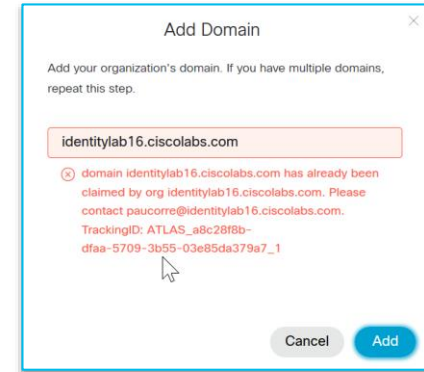 Add Domain
Add your organization's domain. If you have multiple domains,
repeat this step.
identitylab16.ciscolabs.com
domain identitylab16.ciscolabs.com has already been
claimed by org identitylab16.ciscolabs.com. Please
contact paucorre@identitylab16.ciscolabs.com.
TrackingID: ATLAS_a8c28f8b-
dfaa-5709-3b55-03e85da379a7_1
Cancel Add